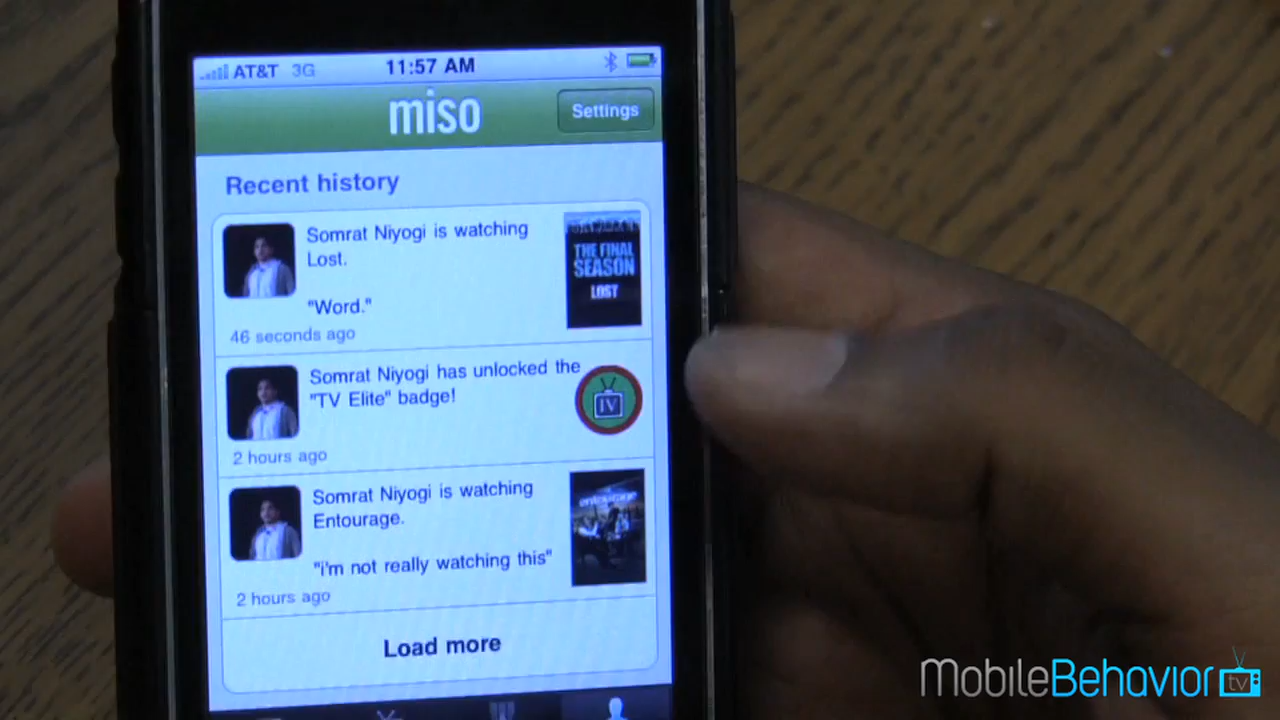 AT&T 3G 11:57 AM
miso
Settings
Recent history
Somrat Niyogi is watching
Lost.
"Word."
46 seconds ago
THE FINAL
SEASON
LOST
Somrat Niyogi has unlocked the
"TV Elite" badge!
2 hours ago
IV
Somrat Niyogi is watching
Entourage.
"i'm not really watching this"
2 hours ago
entourage
Load more
MobileBehavior tv